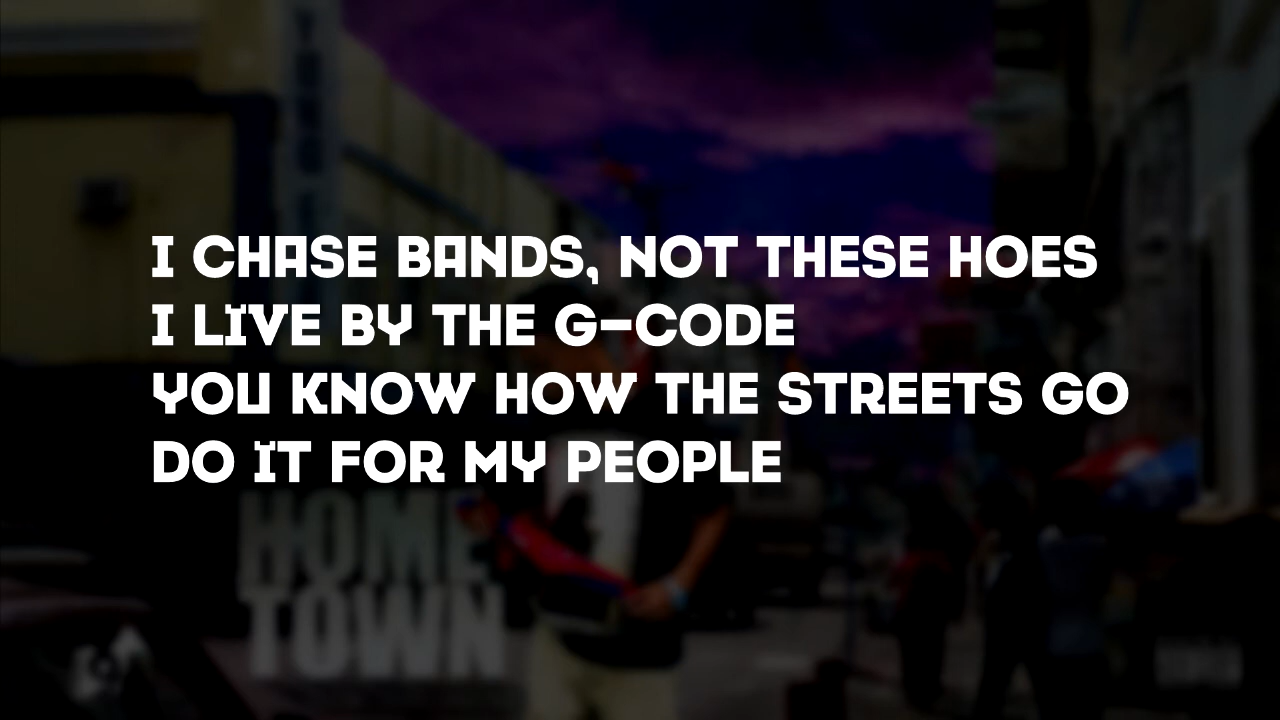 I CHASE BANDS, NOT THESE HOES
I LIVE BY THE G-CODE
YOU KNOW HOW THE STREETS GO
DO IT FOR MY PEOPLE
HOME
TOWN